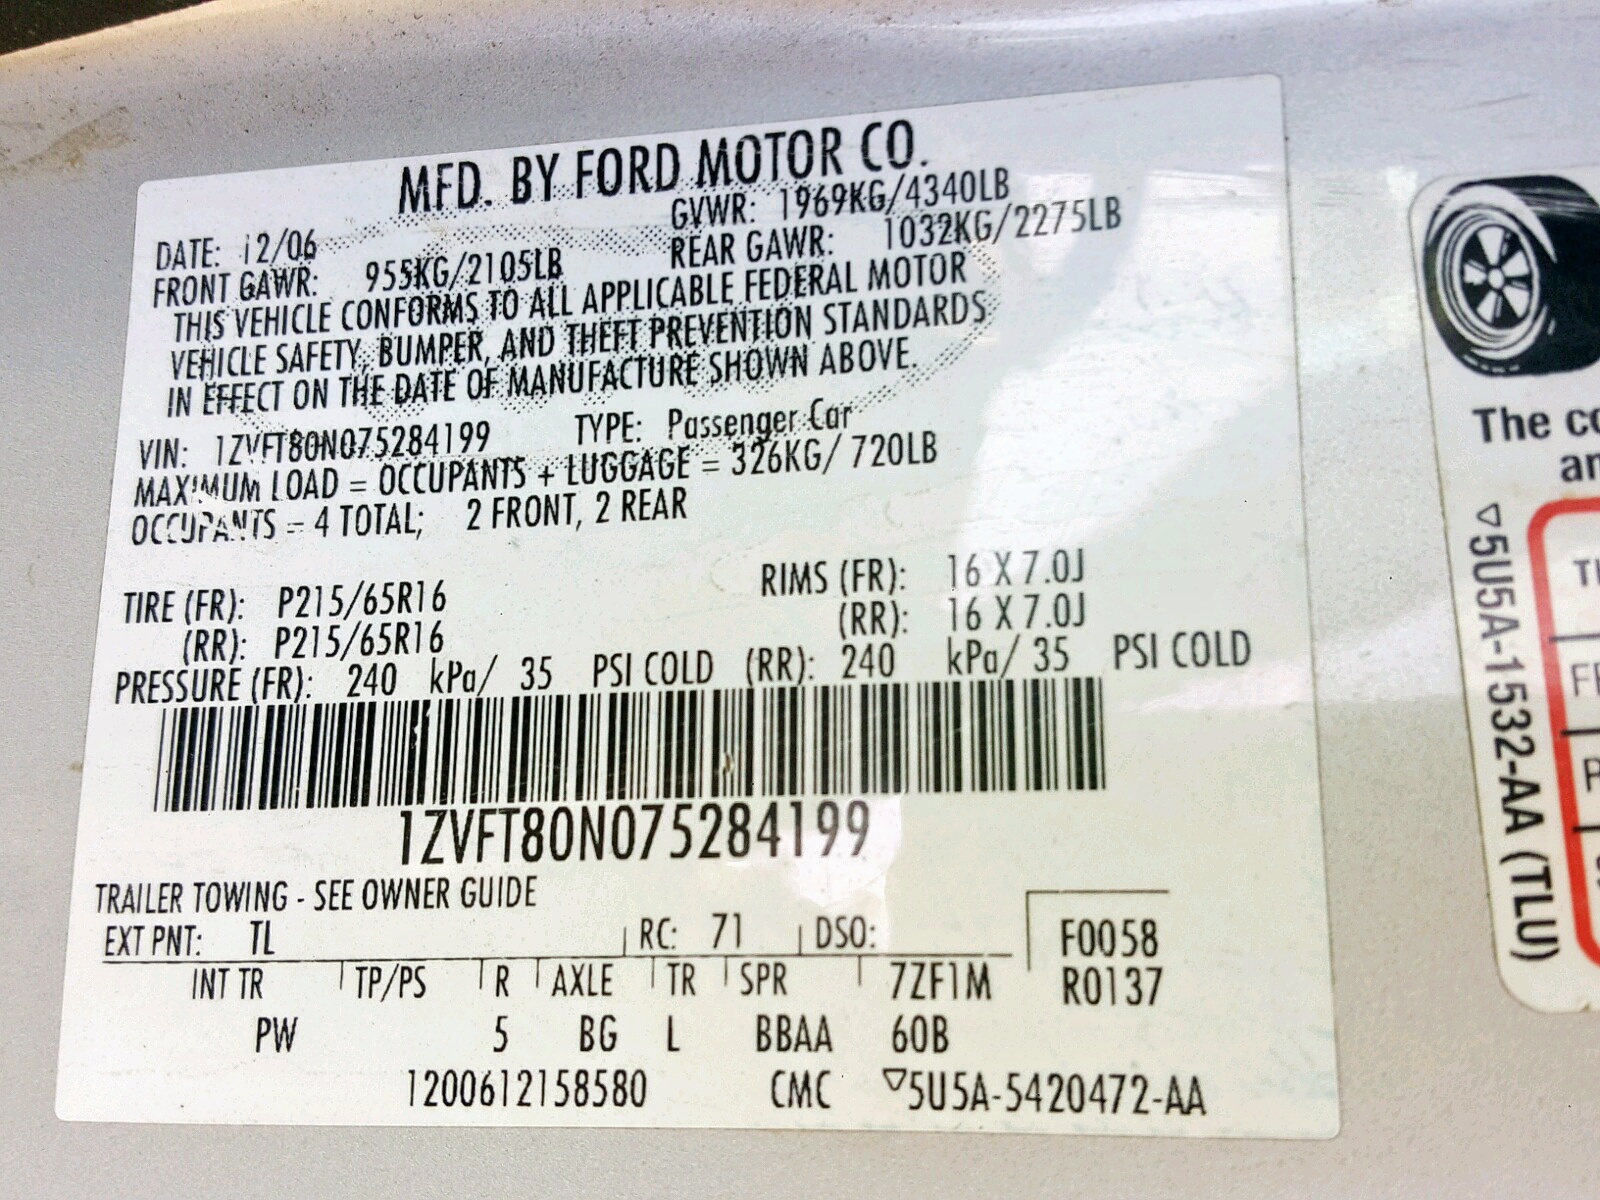 MFD. BY FORD MOTOR CO.
DATE: 12/06
GVWR: 1969KG/4340LB
FRONT GAWR: 955KG/2105LB
REAR GAWR: 1032KG/2275LB
THIS VEHICLE CONFORMS TO ALL APPLICABLE FEDERAL MOTOR
VEHICLE SAFETY, BUMPER, AND THEFT PREVENTION STANDARDS
IN EFFECT ON THE DATE OF MANUFACTURE SHOWN ABOVE.
VIN: 1ZVFT80N075284199 TYPE: Passenger Car
MAXIMUM LOAD = OCCUPANTS + LUGGAGE = 326KG/ 720LB
OCCUPANTS = 4 TOTAL; 2 FRONT, 2 REAR
TIRE (FR): P215/65R16 RIMS (FR): 16 X 7.0J
(RR): P215/65R16 (RR): 16 X 7.0J
PRESSURE (FR): 240 kPa/ 35 PSI COLD (RR): 240 kPa/ 35 PSI COLD
1ZVFT80N075284199
TRAILER TOWING - SEE OWNER GUIDE
EXT PNT: TL RC: 71 DSO: F0058
INT TR TP/PS R AXLE TR SPR 7ZF1M R0137
PW 5 BG L BBAA 60B
1200612158580 CMC ▽5U5A-5420472-AA
The co
an
▽5U5A-1532-AA (TLU)